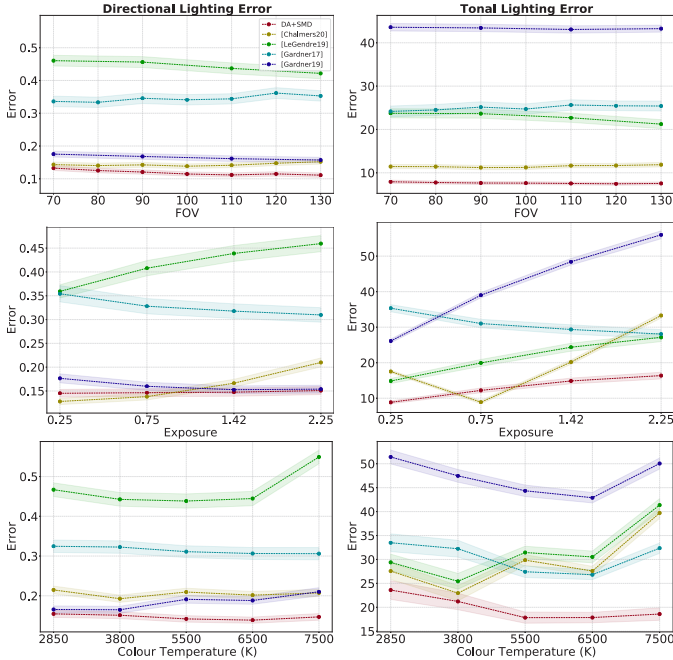 Directional Lighting Error
Tonal Lighting Error
DA+SMD
[Chalmers20]
[LeGendre19]
[Gardner17]
[Gardner19]
Error
0.5
0.4
0.3
0.2
0.1
70 80 90 100 110 120 130
FOV
Error
40
30
20
10
70 80 90 100 110 120 130
FOV
Error
0.45
0.40
0.35
0.30
0.25
0.20
0.15
0.25 0.75 1.42 2.25
Exposure
Error
50
40
30
20
10
0.25 0.75 1.42 2.25
Exposure
Error
0.5
0.4
0.3
0.2
2850 3800 5500 6500 7500
Colour Temperature (K)
Error
50
45
40
35
30
25
20
15
2850 3800 5500 6500 7500
Colour Temperature (K)